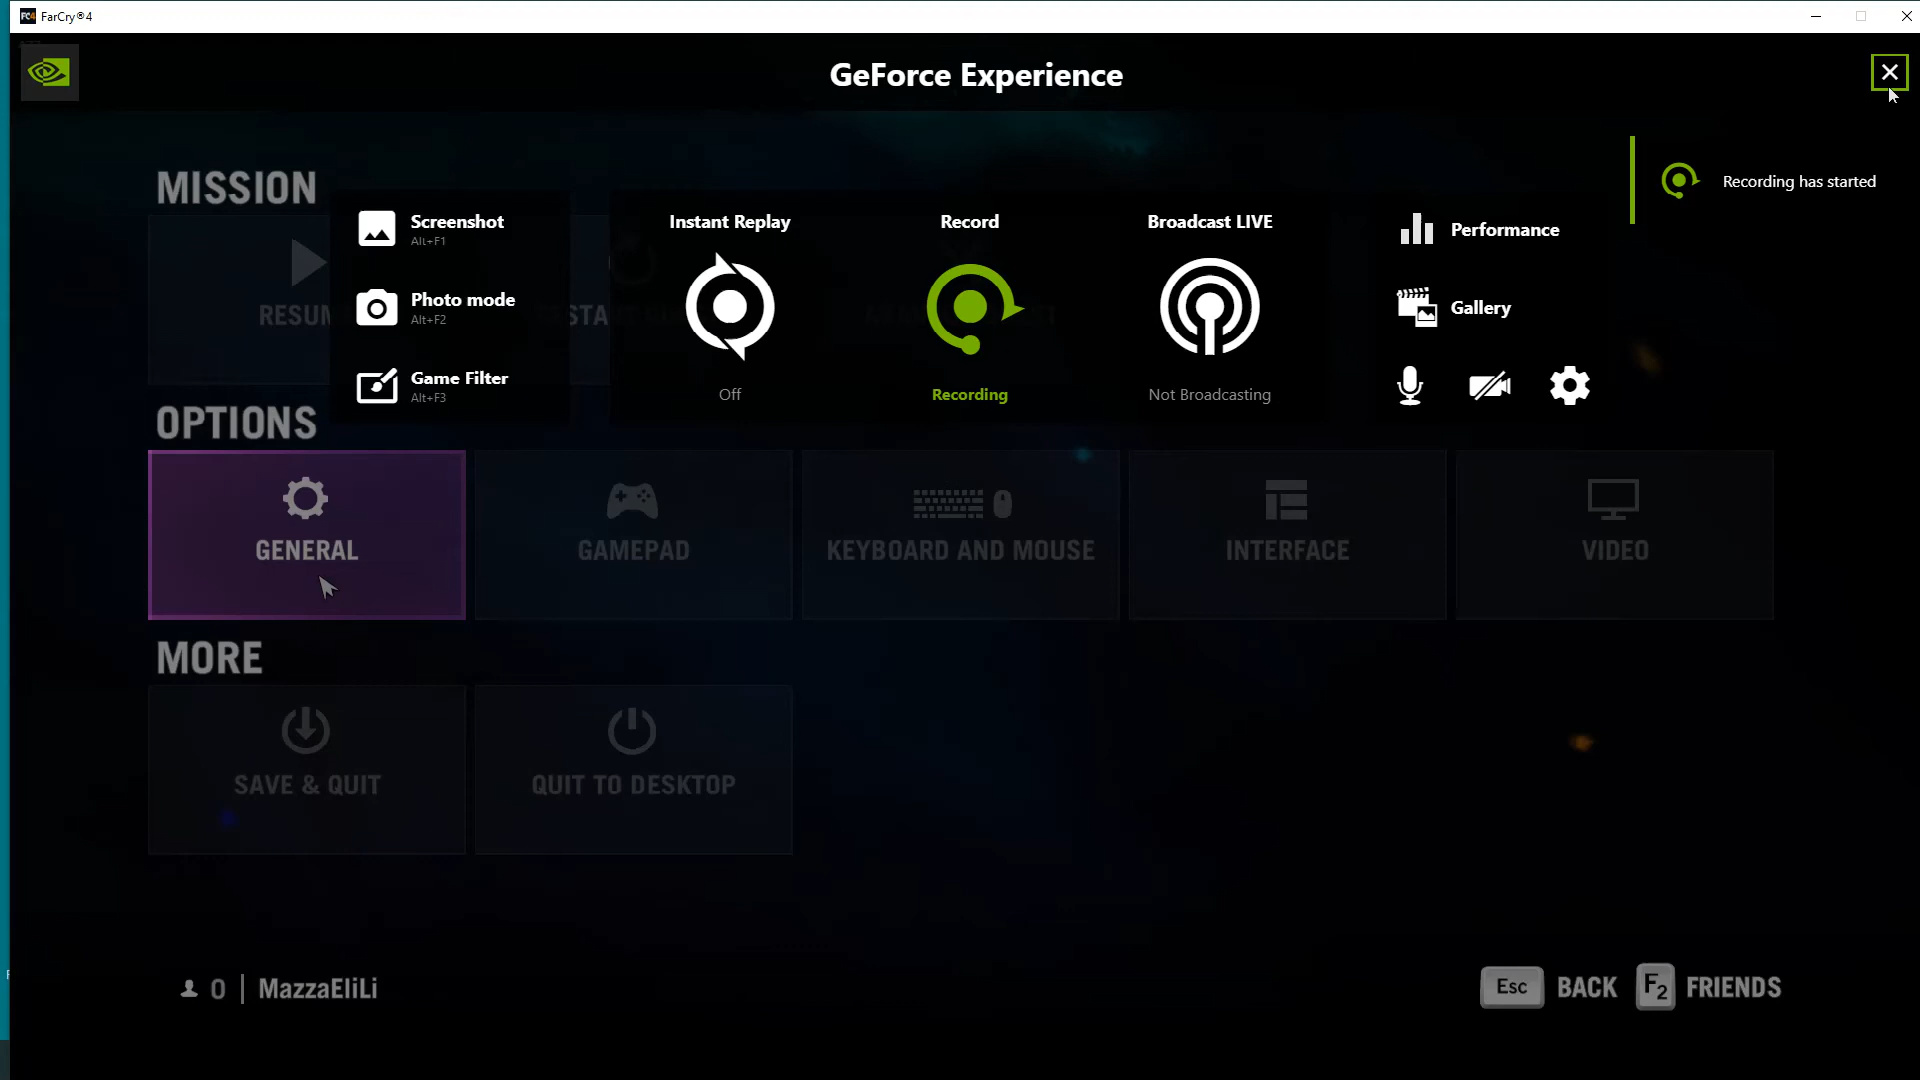 FarCry®4
GeForce Experience
Recording has started
MISSION
Screenshot
Alt+F1
Photo mode
Alt+F2
Game Filter
Alt+F3
Instant Replay
Off
Record
Recording
Broadcast LIVE
Not Broadcasting
Performance
Gallery
OPTIONS
GENERAL
GAMEPAD
KEYBOARD AND MOUSE
INTERFACE
VIDEO
MORE
SAVE & QUIT
QUIT TO DESKTOP
0 | MazzaEliLi
Esc BACK F2 FRIENDS